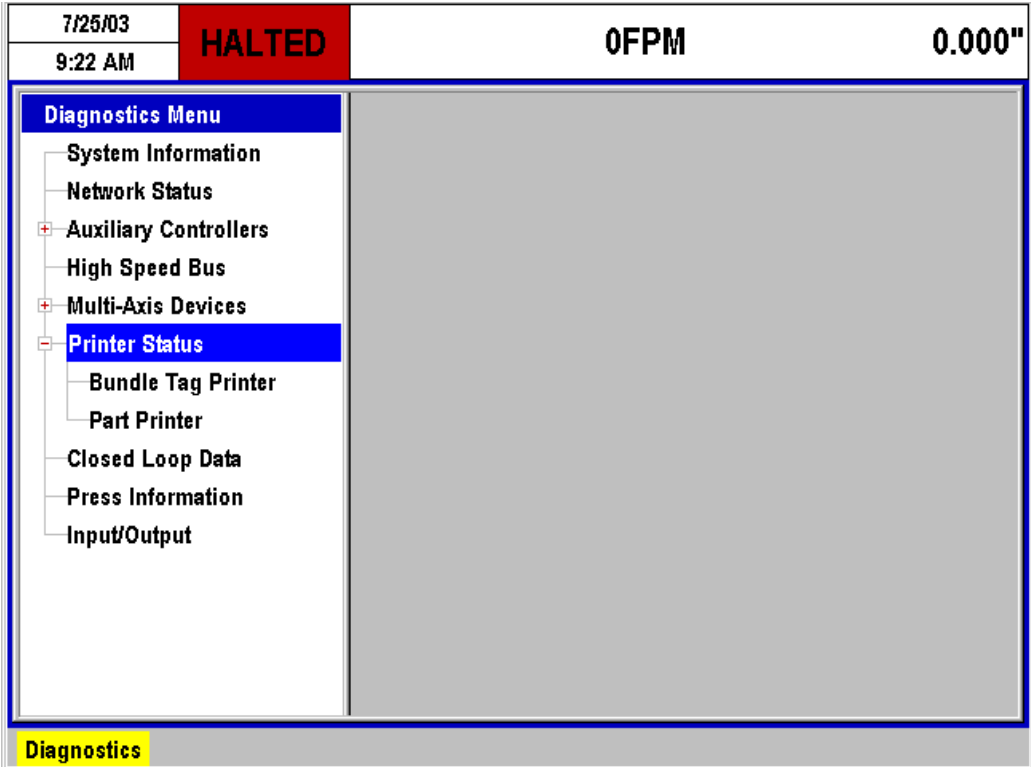 7/25/03
9:22 AM
HALTED
0FPM
0.000"
Diagnostics Menu
System Information
Network Status
Auxiliary Controllers
High Speed Bus
Multi-Axis Devices
Printer Status
Bundle Tag Printer
Part Printer
Closed Loop Data
Press Information
Input/Output
Diagnostics